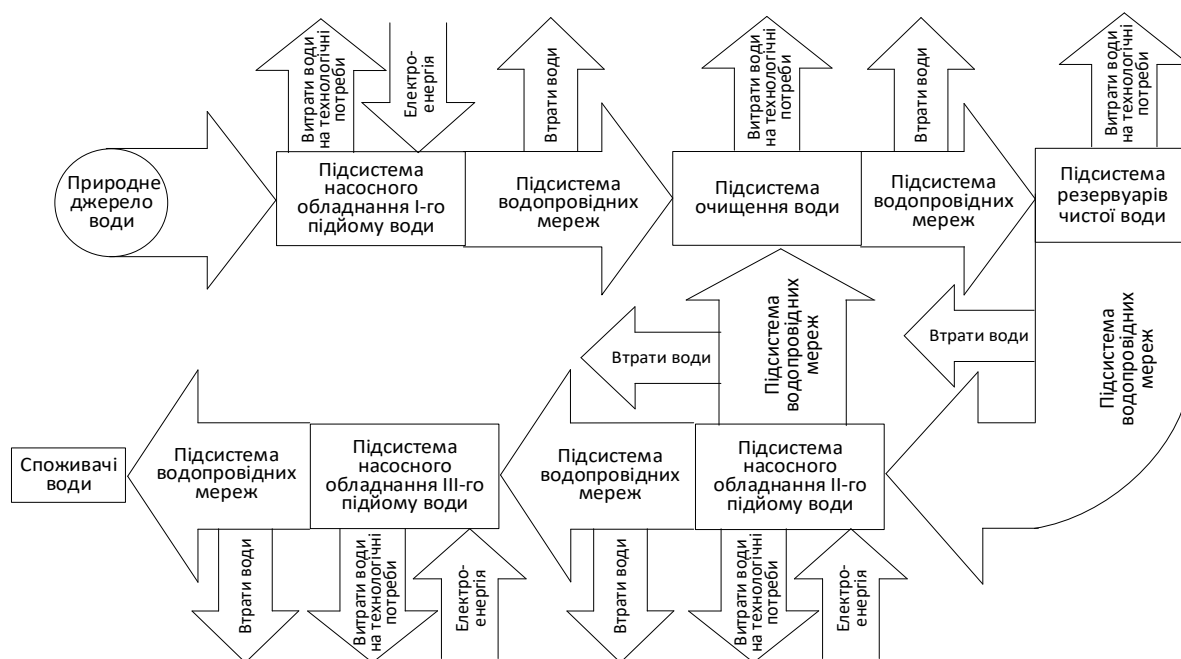 Витрати води
на технологічні
потреби
Електро-
енергія
Втрати води
Витрати води
на технологічні
потреби
Втрати води
Витрати води
на технологічні
потреби
Природне
джерело
води
Підсистема
насосного
обладнання І-го
підйому води
Підсистема
водопровідних
мереж
Підсистема
очищення води
Підсистема
водопровідних
мереж
Підсистема
резервуарів
чистої води
Втрати води
Підсистема
водопровідних
мереж
Втрати води
Підсистема
водопровідних
мереж
Споживачі
води
Підсистема
водопровідних
мереж
Підсистема
насосного
обладнання ІІІ-го
підйому води
Підсистема
водопровідних
мереж
Підсистема
насосного
обладнання ІІ-го
підйому води
Втрати води
Витрати води
на технологічні
потреби
Електро-
енергія
Втрати води
Витрати води
на технологічні
потреби
Електро-
енергія